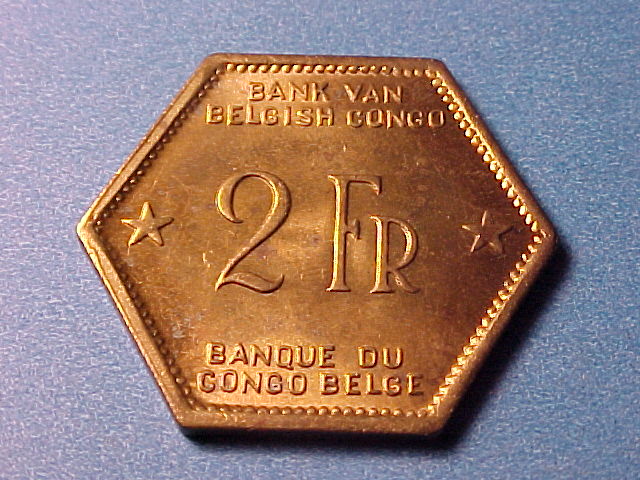 BANK VAN
BELGISH CONGO
2 FR
BANQUE DU
CONGO BELGE